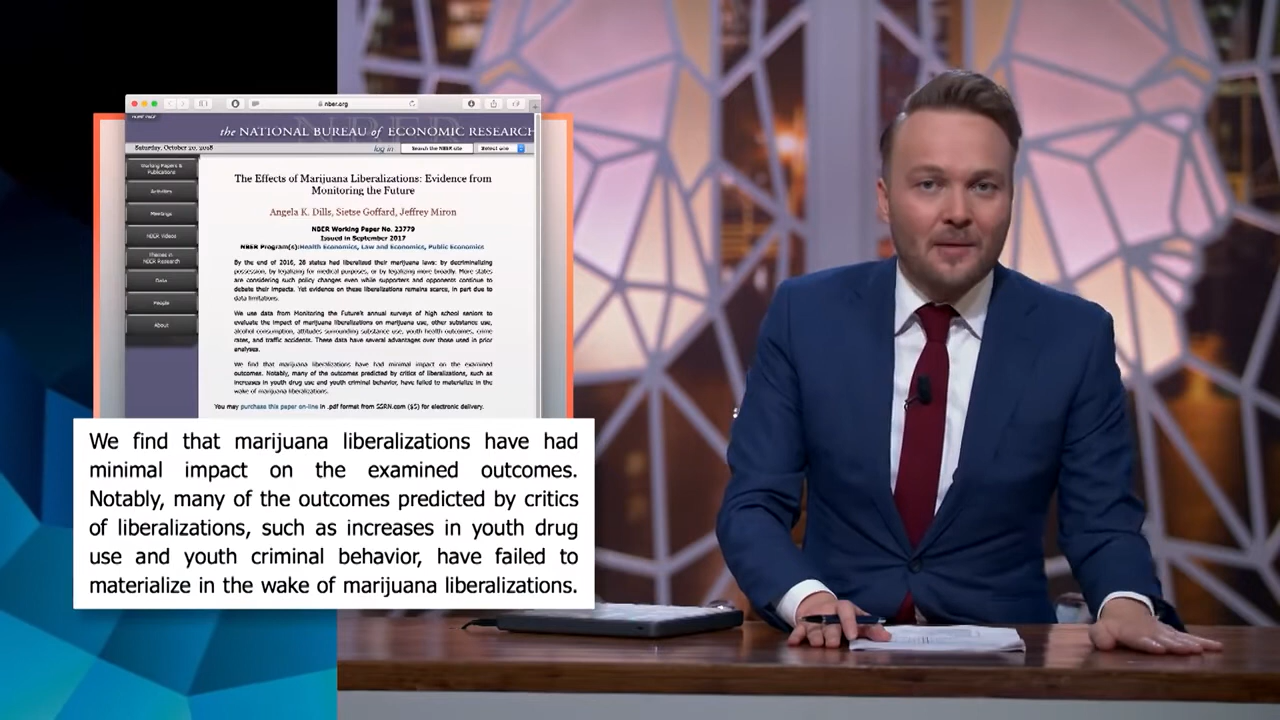 nber.org
the NATIONAL BUREAU of ECONOMIC RESEARCH
Saturday, October 20, 2018
log in
Search the NBER site
Select one
Working Papers &
Publications
Activities
Meetings
NBER Videos
Themes in
NBER Research
Data
People
About
The Effects of Marijuana Liberalizations: Evidence from
Monitoring the Future
Angela K. Dills, Sietse Goffard, Jeffrey Miron
NBER Working Paper No. 23779
Issued in September 2017
NBER Program(s):Health Economics, Law and Economics, Public Economics
By the end of 2016, 28 states had liberalized their marijuana laws: by decriminalizing
possession, by legalizing for medical purposes, or by legalizing more broadly. More states
are considering such policy changes even while supporters and opponents continue to
debate their impacts. Yet evidence on these liberalizations remains scarce, in part due to
data limitations.
We use data from Monitoring the Future's annual surveys of high school seniors to
evaluate the impact of marijuana liberalizations on marijuana use, other substance use,
alcohol consumption, attitudes surrounding substance use, youth health outcomes, crime
rates, and traffic accidents. These data have several advantages over those used in prior
analyses.
We find that marijuana liberalizations have had minimal impact on the examined
outcomes. Notably, many of the outcomes predicted by critics of liberalizations, such as
increases in youth drug use and youth criminal behavior, have failed to materialize in the
wake of marijuana liberalizations.
You may purchase this paper on-line in .pdf format from SSRN.com ($5) for electronic delivery.
We find that marijuana liberalizations have had
minimal impact on the examined outcomes.
Notably, many of the outcomes predicted by critics
of liberalizations, such as increases in youth drug
use and youth criminal behavior, have failed to
materialize in the wake of marijuana liberalizations.